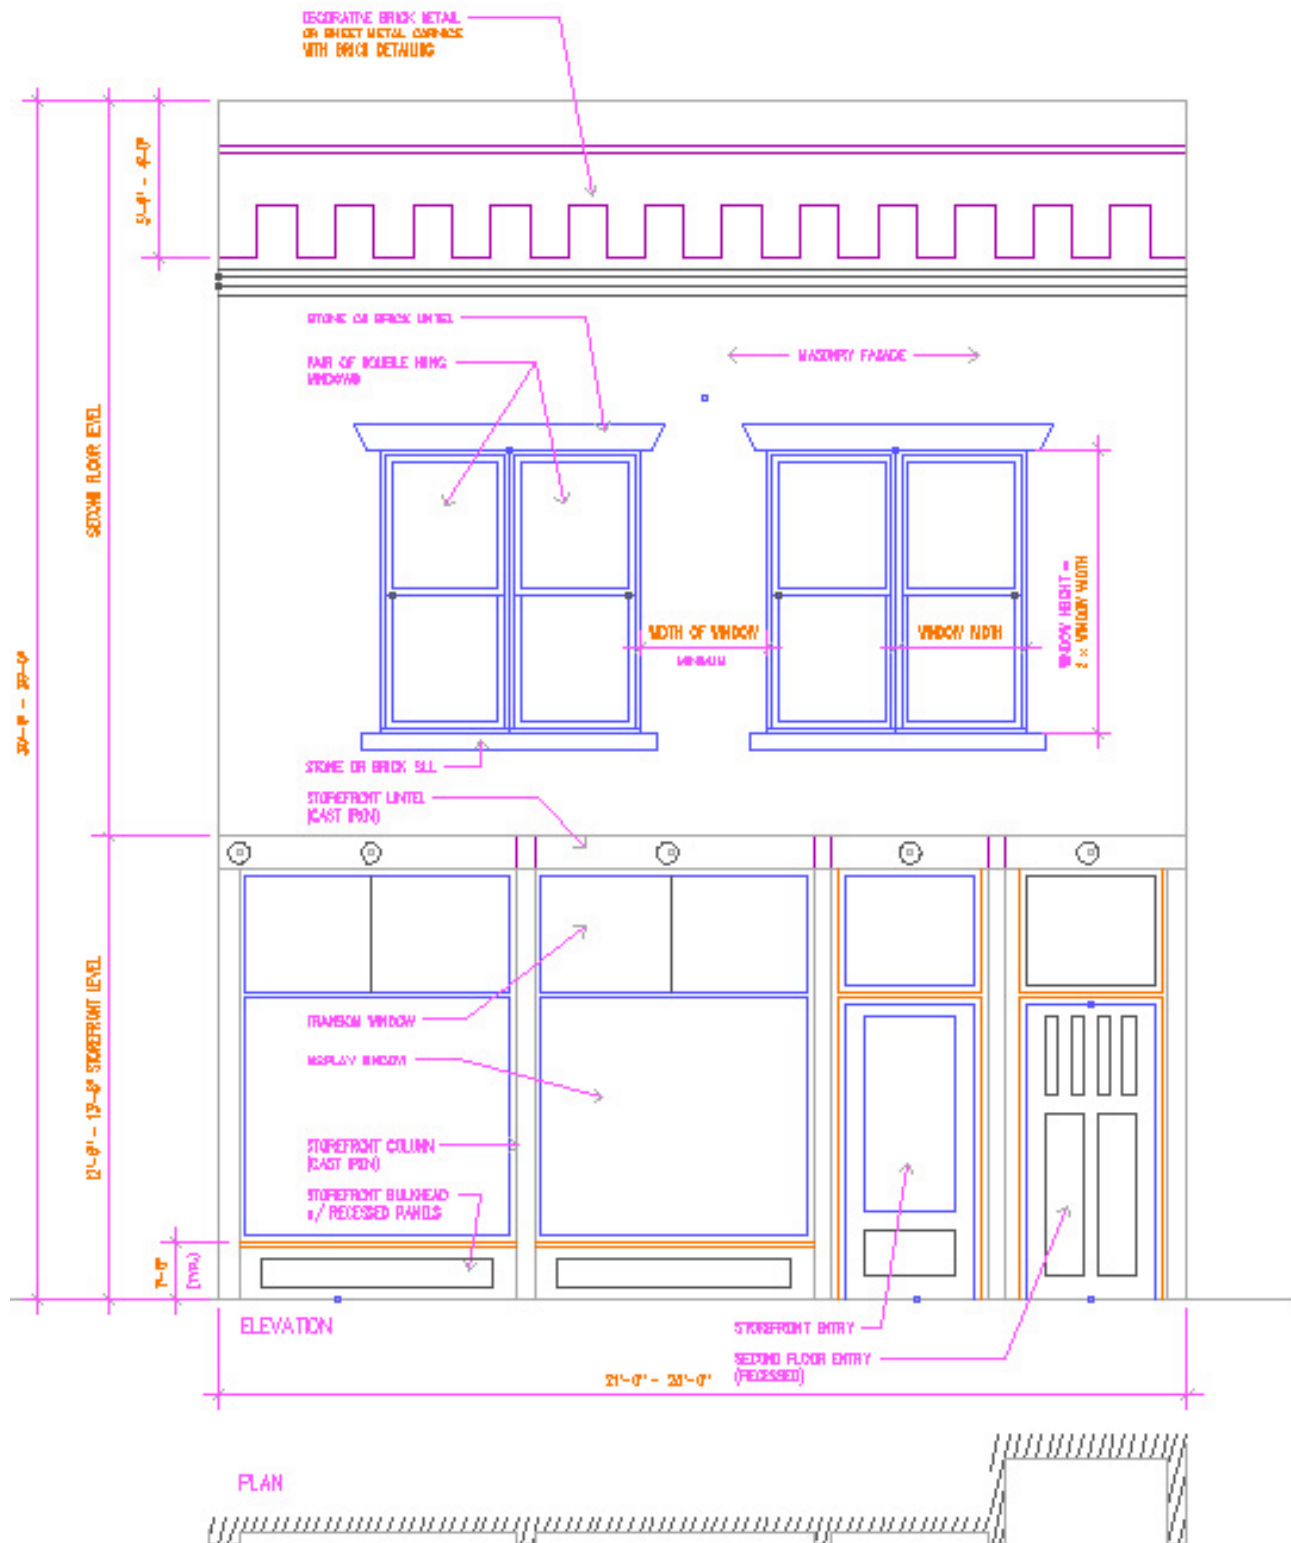 DECORATIVE BRICK DETAIL
OR SHEET METAL CORNICE
WITH BRICK DETAILING
STONE OR BRICK LINTEL
PAIR OF DOUBLE HUNG
WINDOWS
MASONRY FACADE
SECOND FLOOR LEVEL
WIDTH OF WINDOW
MINIMUM
WINDOW WIDTH
WINDOW HEIGHT =
2 x WINDOW WIDTH
STONE OR BRICK SILL
STOREFRONT LINTEL
(CAST IRON)
STOREFRONT LEVEL
TRANSOM WINDOW
DISPLAY WINDOW
STOREFRONT COLUMN
(CAST IRON)
STOREFRONT BULKHEAD
w/ RECESSED PANELS
(TYP.)
ELEVATION
STOREFRONT ENTRY
SECOND FLOOR ENTRY
(RECESSED)
PLAN